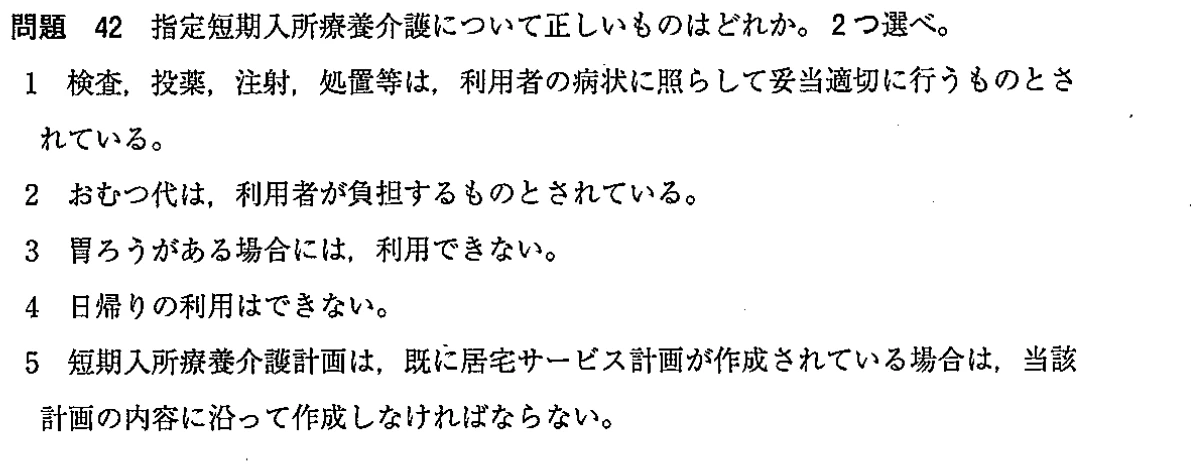 問題 42 指定短期入所療養介護について正しいものはどれか。2つ選べ。
1 検査，投薬，注射，処置等は，利用者の病状に照らして妥当適切に行うものとさ
れている。
2 おむつ代は，利用者が負担するものとされている。
3 胃ろうがある場合には，利用できない。
4 日帰りの利用はできない。
5 短期入所療養介護計画は，既に居宅サービス計画が作成されている場合は，当該
計画の内容に沿って作成しなければならない。